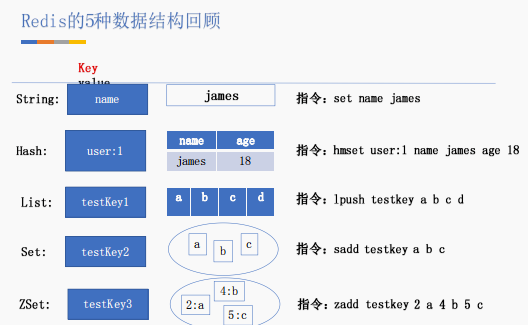 Redis的5种数据结构回顾
Key
value
String: name james 指令: set name james
Hash: user:1 name age james 18 指令: hmset user:1 name james age 18
List: testKey1 a b c d 指令: lpush testkey a b c d
Set: testKey2 a b c 指令: sadd testkey a b c
ZSet: testKey3 2:a 4:b 5:c 指令: zadd testkey 2 a 4 b 5 c